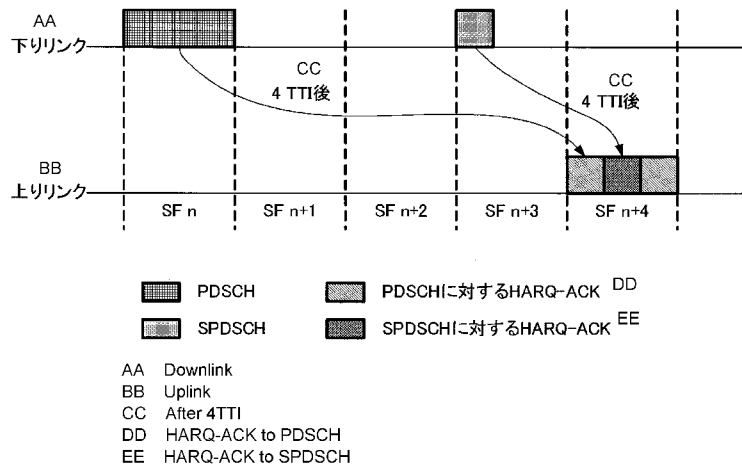 AA
下りリンク
CC
4 TTI後
CC
4 TTI後
BB
上りリンク
SF n
SF n+1
SF n+2
SF n+3
SF n+4
PDSCH
PDSCHに対するHARQ-ACK DD
SPDSCH
SPDSCHに対するHARQ-ACK EE
AA Downlink
BB Uplink
CC After 4TTI
DD HARQ-ACK to PDSCH
EE HARQ-ACK to SPDSCH